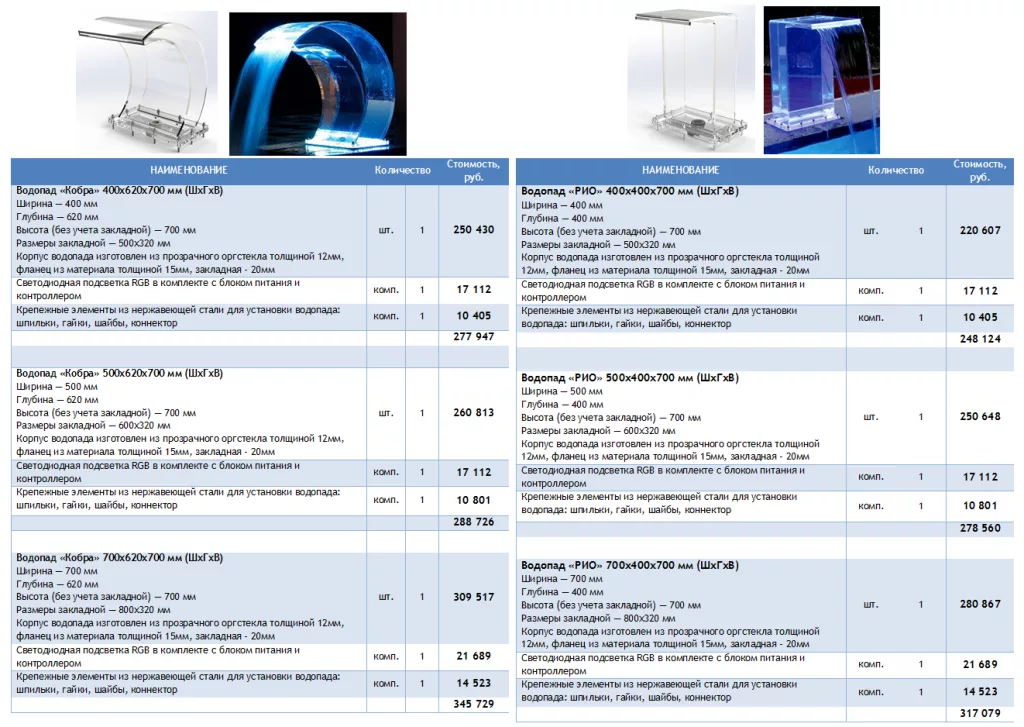 НАИМЕНОВАНИЕ Количество Стоимость, руб.
Водопад «Кобра» 400х620х700 мм (ШхГхВ)
Ширина — 400 мм
Глубина — 620 мм
Высота (без учета закладной) — 700 мм
Размеры закладной — 500х320 мм
Корпус водопада изготовлен из прозрачного оргстекла толщиной 12мм,
фланец из материала толщиной 15мм, закладная - 20мм
шт. 1 250 430
Светодиодная подсветка RGB в комплекте с блоком питания и
контроллером
комп. 1 17 112
Крепежные элементы из нержавеющей стали для установки водопада:
шпильки, гайки, шайбы, коннектор
комп. 1 10 405
277 947
Водопад «Кобра» 500х620х700 мм (ШхГхВ)
Ширина — 500 мм
Глубина — 620 мм
Высота (без учета закладной) — 700 мм
Размеры закладной — 600х320 мм
Корпус водопада изготовлен из прозрачного оргстекла толщиной 12мм,
фланец из материала толщиной 15мм, закладная - 20мм
шт. 1 260 813
Светодиодная подсветка RGB в комплекте с блоком питания и
контроллером
комп. 1 17 112
Крепежные элементы из нержавеющей стали для установки водопада:
шпильки, гайки, шайбы, коннектор
комп. 1 10 801
288 726
Водопад «Кобра» 700х620х700 мм (ШхГхВ)
Ширина — 700 мм
Глубина — 620 мм
Высота (без учета закладной) — 700 мм
Размеры закладной — 800х320 мм
Корпус водопада изготовлен из прозрачного оргстекла толщиной 12мм,
фланец из материала толщиной 15мм, закладная - 20мм
шт. 1 309 517
Светодиодная подсветка RGB в комплекте с блоком питания и
контроллером
комп. 1 21 689
Крепежные элементы из нержавеющей стали для установки водопада:
шпильки, гайки, шайбы, коннектор
комп. 1 14 523
345 729
НАИМЕНОВАНИЕ Количество Стоимость, руб.
Водопад «РИО» 400х400х700 мм (ШхГхВ)
Ширина — 400 мм
Глубина — 400 мм
Высота (без учета закладной) — 700 мм
Размеры закладной — 500х320 мм
Корпус водопада изготовлен из прозрачного оргстекла толщиной
12мм, фланец из материала толщиной 15мм, закладная - 20мм
шт. 1 220 607
Светодиодная подсветка RGB в комплекте с блоком питания и
контроллером
комп. 1 17 112
Крепежные элементы из нержавеющей стали для установки
водопада: шпильки, гайки, шайбы, коннектор
комп. 1 10 405
248 124
Водопад «РИО» 500х400х700 мм (ШхГхВ)
Ширина — 500 мм
Глубина — 400 мм
Высота (без учета закладной) — 700 мм
Размеры закладной — 600х320 мм
Корпус водопада изготовлен из прозрачного оргстекла толщиной
12мм, фланец из материала толщиной 15мм, закладная - 20мм
шт. 1 250 648
Светодиодная подсветка RGB в комплекте с блоком питания и
контроллером
комп. 1 17 112
Крепежные элементы из нержавеющей стали для установки
водопада: шпильки, гайки, шайбы, коннектор
комп. 1 10 801
278 560
Водопад «РИО» 700х400х700 мм (ШхГхВ)
Ширина — 700 мм
Глубина — 400 мм
Высота (без учета закладной) — 700 мм
Размеры закладной — 800х320 мм
Корпус водопада изготовлен из прозрачного оргстекла толщиной
12мм, фланец из материала толщиной 15мм, закладная - 20мм
шт. 1 280 867
Светодиодная подсветка RGB в комплекте с блоком питания и
контроллером
комп. 1 21 689
Крепежные элементы из нержавеющей стали для установки
водопада: шпильки, гайки, шайбы, коннектор
комп. 1 14 523
317 079